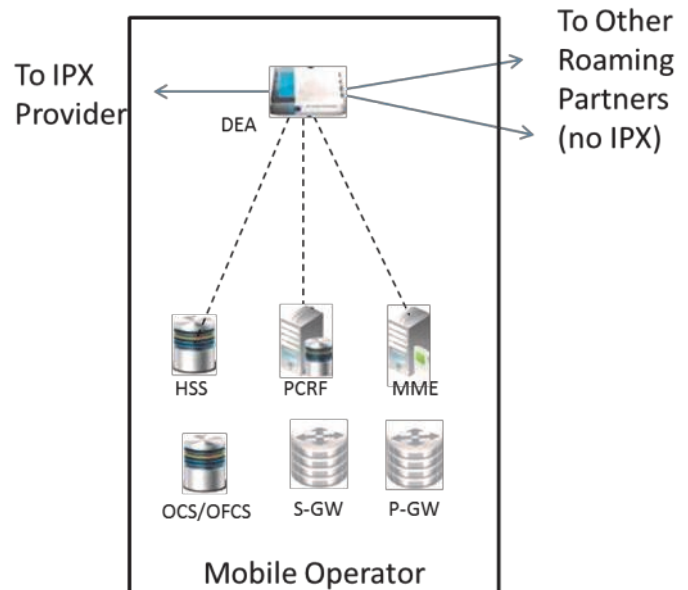 To IPX
Provider
To Other
Roaming
Partners
(no IPX)
DEA
HSS
PCRF
MME
OCS/OFCS
S-GW
P-GW
Mobile Operator